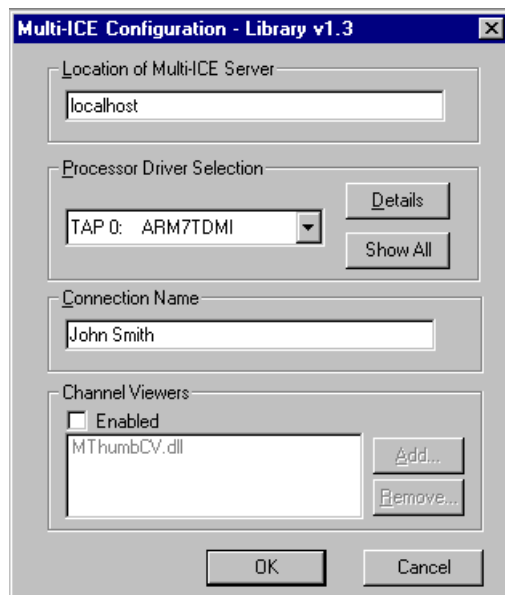 Multi-ICE Configuration - Library v1.3
Location of Multi-ICE Server
localhost
Processor Driver Selection
TAP 0: ARM7TDMI
Details
Show All
Connection Name
John Smith
Channel Viewers
Enabled
MThumbCV.dll
Add...
Remove...
OK
Cancel